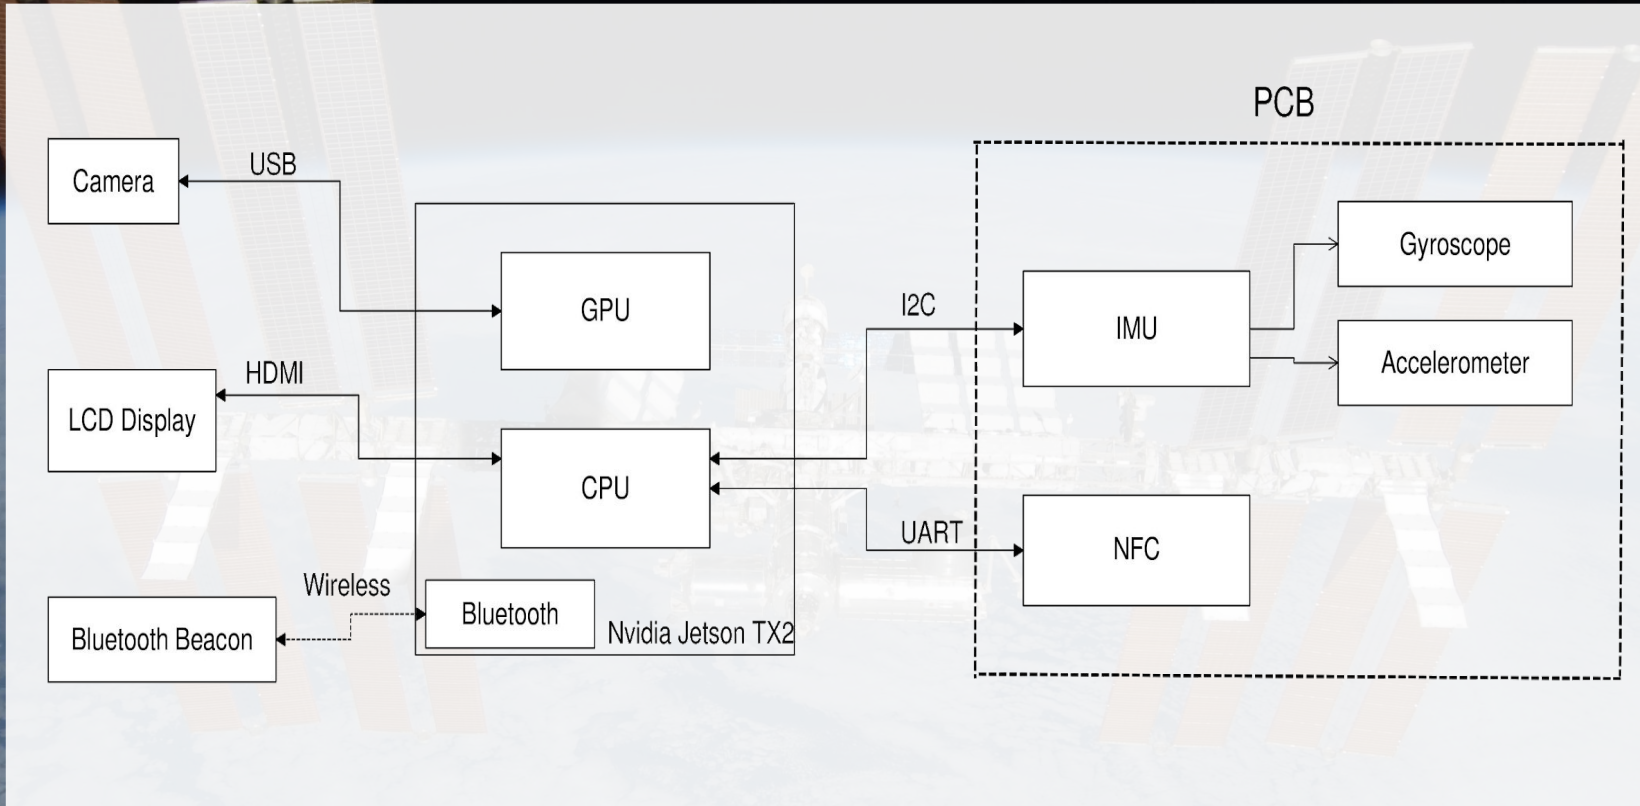 PCB
Camera
USB
Gyroscope
GPU
I2C
IMU
Accelerometer
HDMI
LCD Display
CPU
UART
NFC
Wireless
Bluetooth
Bluetooth Beacon
Nvidia Jetson TX2